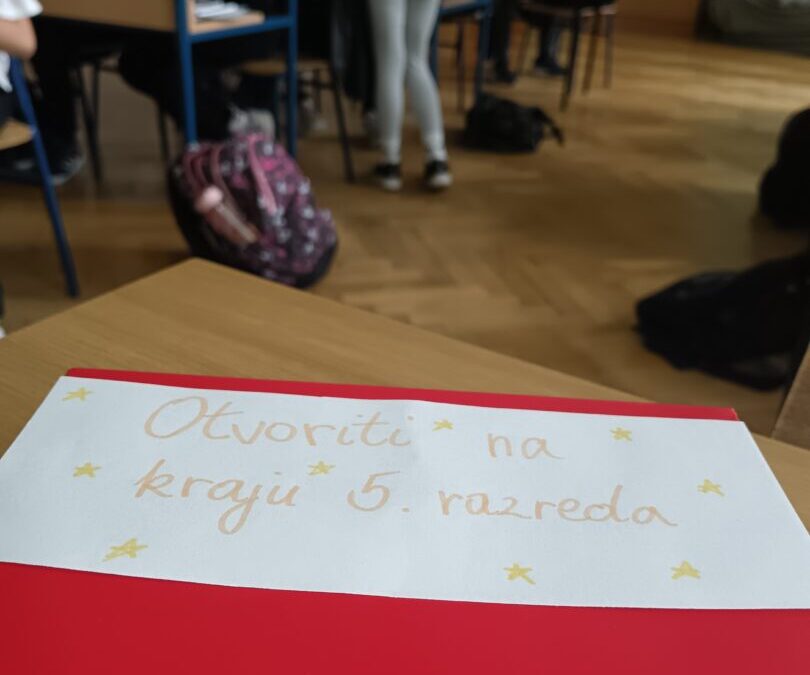 Otvoriti na
kraju 5. razreda